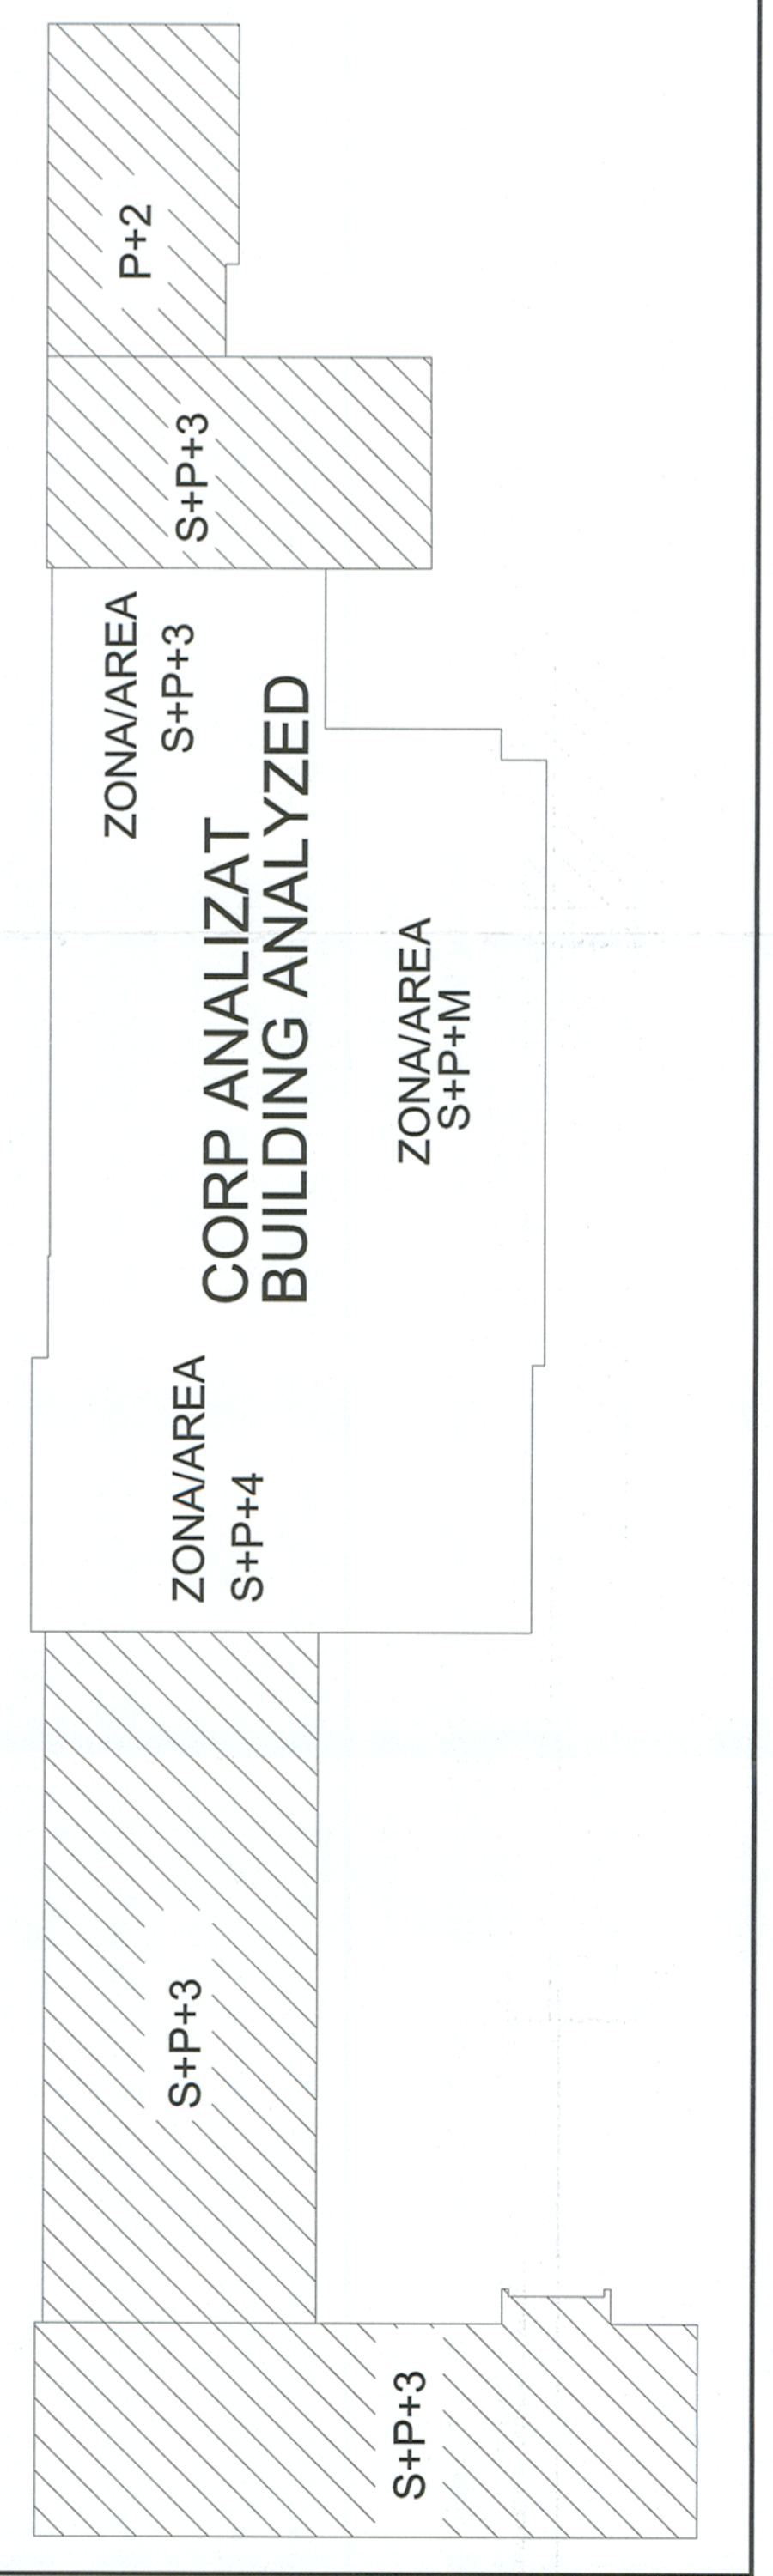 S+P+3
S+P+3
ZONA/AREA
S+P+4
CORP ANALIZAT
BUILDING ANALYZED
ZONA/AREA
S+P+M
ZONA/AREA
S+P+3
S+P+3
P+2